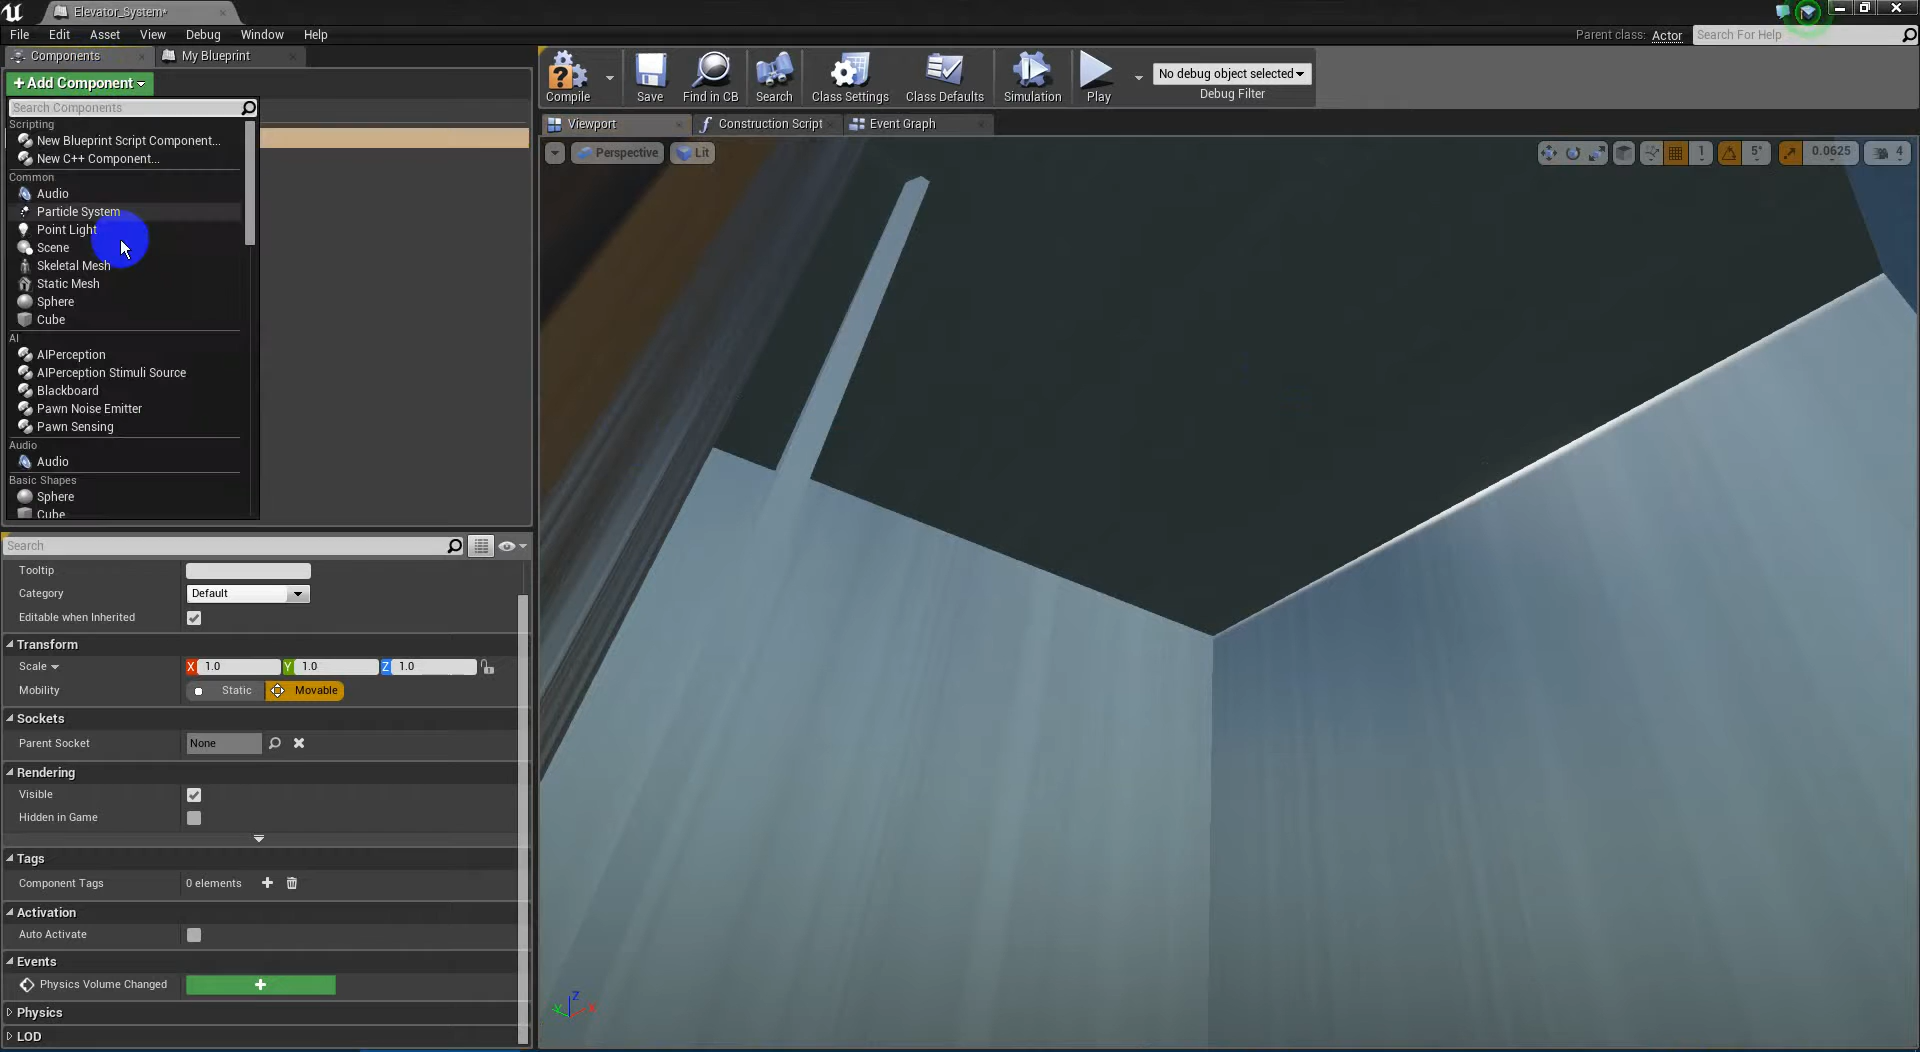 Elevator_System*
File Edit Asset View Debug Window Help
Parent class: Actor
Search For Help
Components
My Blueprint
+Add Component
Search Components
Scripting
New Blueprint Script Component...
New C++ Component...
Common
Audio
Particle System
Point Light
Scene
Skeletal Mesh
Static Mesh
Sphere
Cube
AI
AIPerception
AIPerception Stimuli Source
Blackboard
Pawn Noise Emitter
Pawn Sensing
Audio
Audio
Basic Shapes
Sphere
Cube
Compile
Save
Find in CB
Search
Class Settings
Class Defaults
Simulation
Play
No debug object selected
Debug Filter
Viewport
Construction Script
Event Graph
Perspective
Lit
1
5°
0.0625
4
Search
Tooltip
Category Default
Editable when Inherited
Transform
Scale X 1.0 Y 1.0 Z 1.0
Mobility Static Movable
Sockets
Parent Socket None
Rendering
Visible
Hidden in Game
Tags
Component Tags 0 elements
Activation
Auto Activate
Events
Physics Volume Changed +
Physics
LOD
Z
Y X